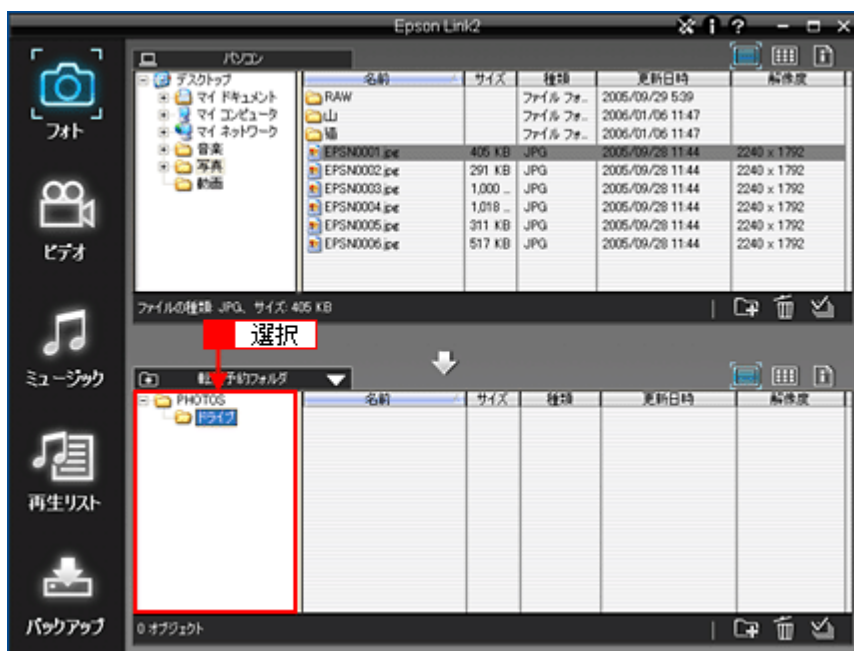 Epson Link2
フォト
ビデオ
ミュージック
再生リスト
バックアップ
パソコン
デスクトップ
マイ ドキュメント
マイ コンピュータ
マイ ネットワーク
音楽
写真
動画
名前 サイズ 種類 更新日時 解像度
RAW ファイル フォ... 2005/09/29 5:39
山 ファイル フォ... 2006/01/06 11:47
猫 ファイル フォ... 2006/01/06 11:47
EPSN0001.jpg 405 KB JPG 2005/09/28 11:44 2240 x 1792
EPSN0002.jpg 291 KB JPG 2005/09/28 11:44 2240 x 1792
EPSN0003.jpg 1,000 ... JPG 2005/09/28 11:44 2240 x 1792
EPSN0004.jpg 1,018 ... JPG 2005/09/28 11:44 2240 x 1792
EPSN0005.jpg 311 KB JPG 2005/09/28 11:44 2240 x 1792
EPSN0006.jpg 517 KB JPG 2005/09/28 11:44 2240 x 1792
ファイルの種類: JPG、サイズ: 405 KB
選択
予約フォルダ
PHOTOS
ドライブ
名前 サイズ 種類 更新日時 解像度
0 オブジェクト